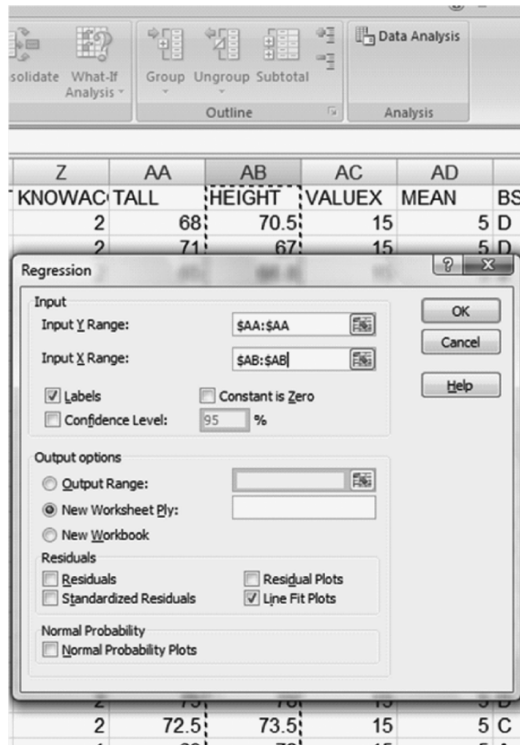 Data Analysis
solidate What-If Group Ungroup Subtotal
Analysis
Outline Analysis
Z AA AB AC AD
KNOWAC TALL HEIGHT VALUEX MEAN BS
2 68 70.5 15 5 D
2 71 67 15 5 D
Regression
Input
OK
Input Y Range: $AA:$AA
Cancel
Input X Range: $AB:$AB
Help
Labels Constant is Zero
Confidence Level: 95 %
Output options
Output Range:
New Worksheet Ply:
New Workbook
Residuals
Residuals Residual Plots
Standardized Residuals Line Fit Plots
Normal Probability
Normal Probability Plots
2 15 5 D
2 72.5 73.5 15 5 C